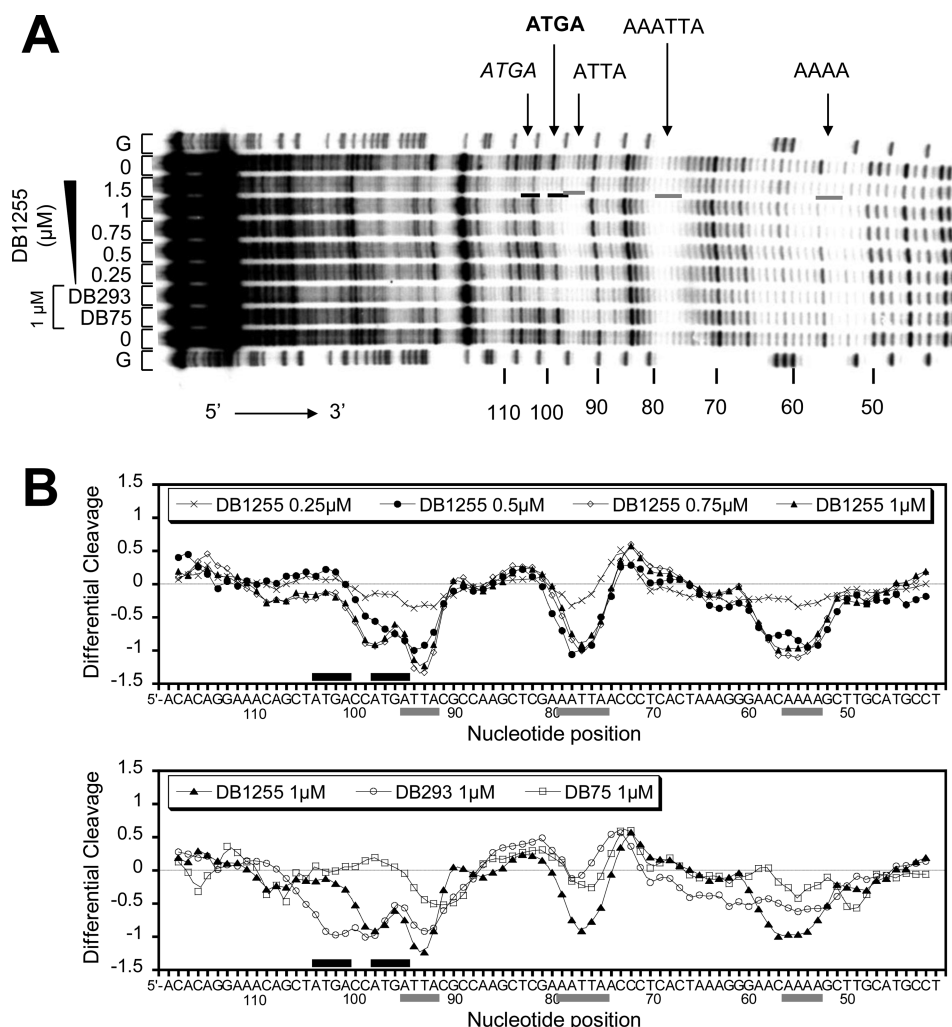 A
ATGA
AAATTA
ATGA
ATTA
AAAA
G
0
1.5
1
0.75
0.5
0.25
DB1255
(µM)
DB293
DB75
1 µM
0
G
5’ 3’
110 100 90 80 70 60 50
B
DB1255 0.25µM DB1255 0.5µM DB1255 0.75µM DB1255 1µM
Differential Cleavage
1.5
1
0.5
0
-0.5
-1
-1.5
5'-ACACAGGAAACAGCTATGACCATGATTACGCCAAGCTCGAAATTAACCCTCACTAAAGGGAACAAAAGCTTGCATGCCT
110 100 90 80 70 60 50
Nucleotide position
DB1255 1µM DB293 1µM DB75 1µM
Differential Cleavage
1.5
1
0.5
0
-0.5
-1
-1.5
5'-ACACAGGAAACAGCTATGACCATGATTACGCCAAGCTCGAAATTAACCCTCACTAAAGGGAACAAAAGCTTGCATGCCT
110 100 90 80 70 60 50
Nucleotide position